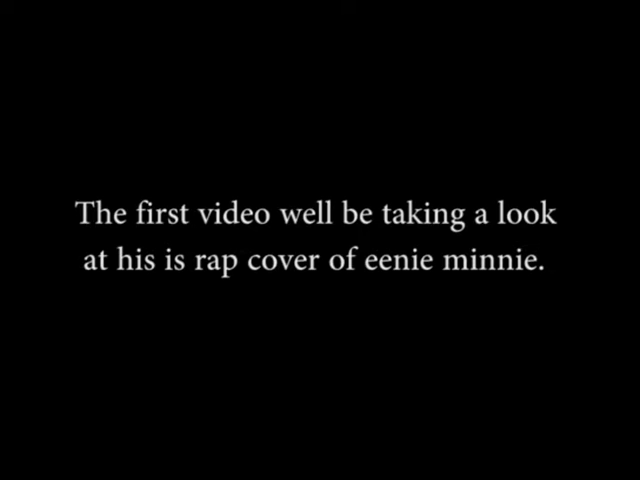 The first video well be taking a look
at his is rap cover of eenie minnie.